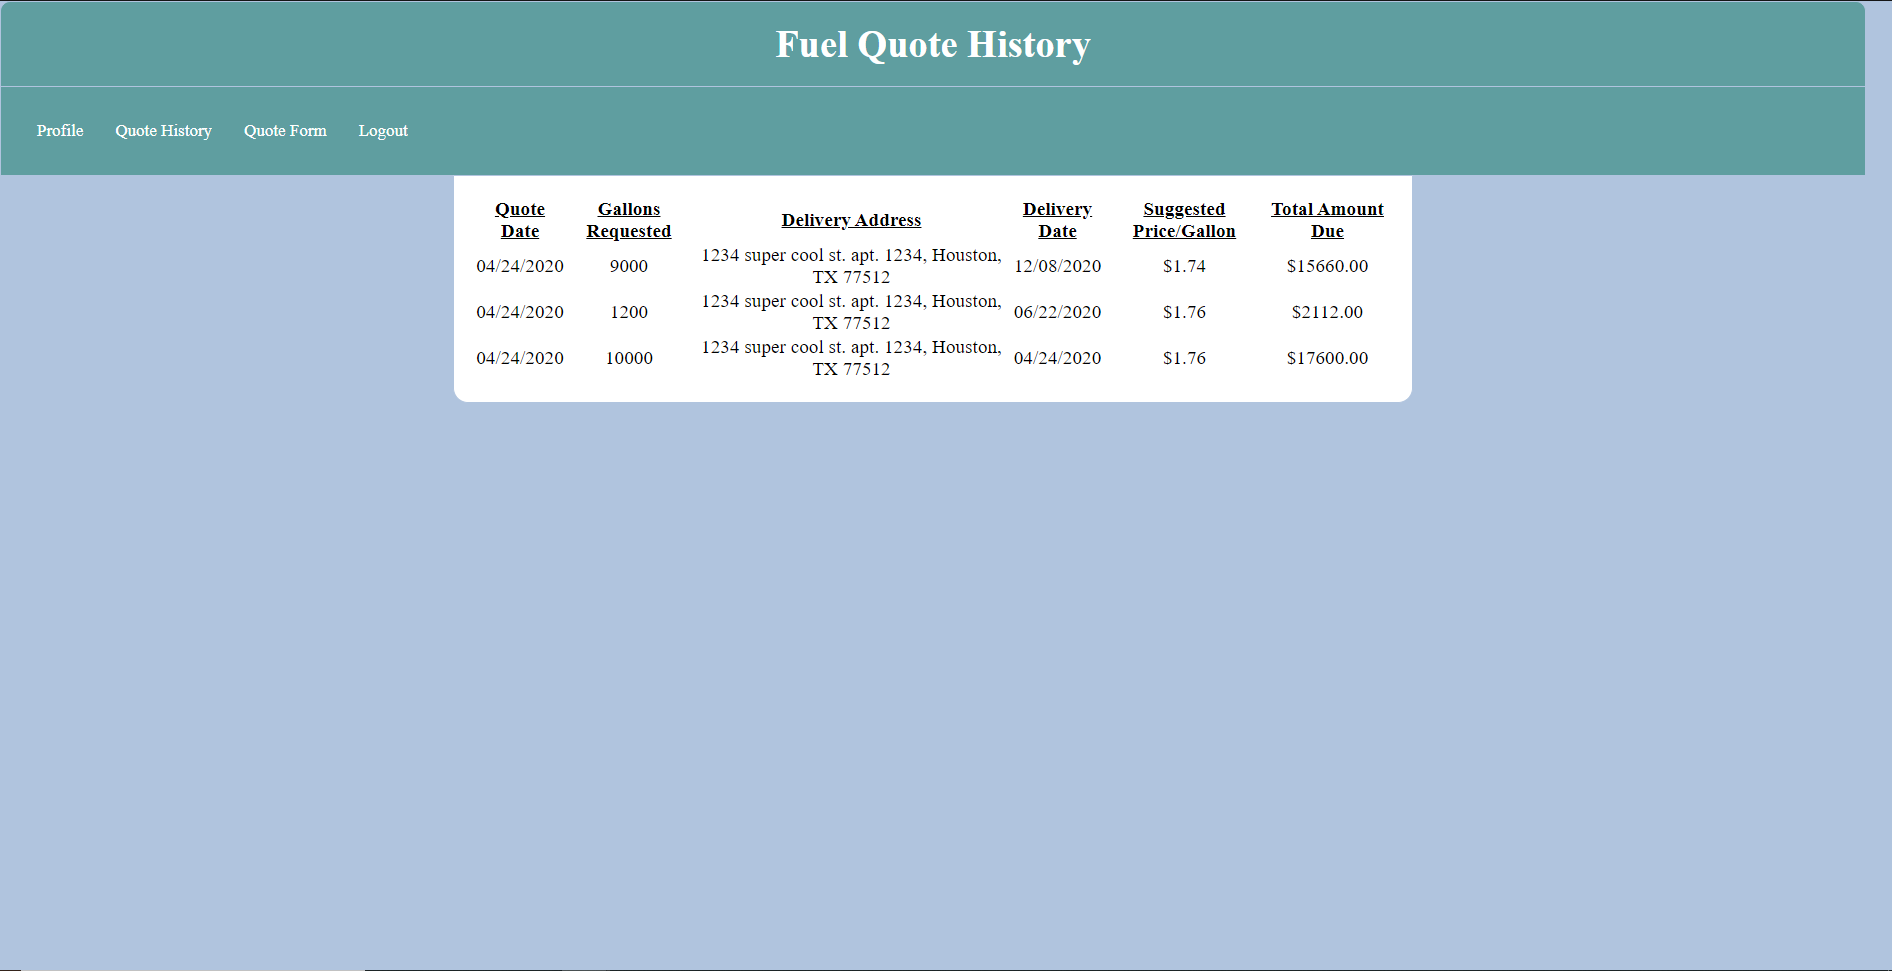 Fuel Quote History
Profile Quote History Quote Form Logout
Quote Date Gallons Requested Delivery Address Delivery Date Suggested Price/Gallon Total Amount Due
04/24/2020 9000 1234 super cool st. apt. 1234, Houston, TX 77512 12/08/2020 $1.74 $15660.00
04/24/2020 1200 1234 super cool st. apt. 1234, Houston, TX 77512 06/22/2020 $1.76 $2112.00
04/24/2020 10000 1234 super cool st. apt. 1234, Houston, TX 77512 04/24/2020 $1.76 $17600.00